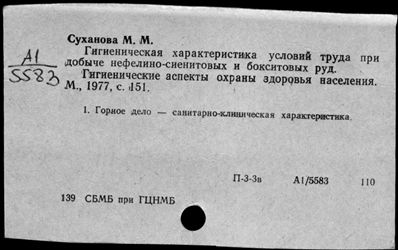 Суханова М. М.
А1
5583
Гигиеническая характеристика условий труда при
добыче нефелино-сиенитовых и бокситовых руд.
Гигиенические аспекты охраны здоровья населения.
М., 1977, с. 151.
1. Горное дело — санитарно-клиническая характеристика.
П-3-3в А1/5583 110
139 СБМБ при ГЦНМБ